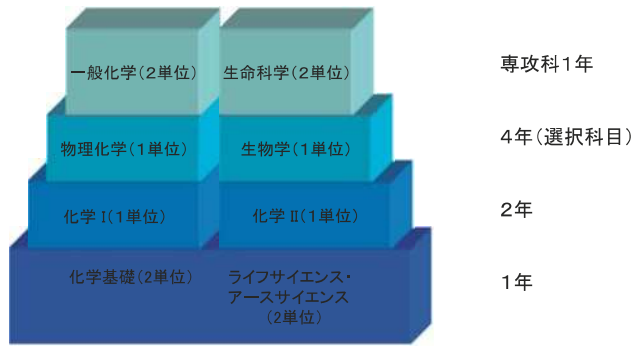 一般化学(2単位)
生命科学(2単位)
専攻科1年
物理化学(1単位)
生物学(1単位)
4年(選択科目)
化学Ⅰ(1単位)
化学Ⅱ(1単位)
2年
化学基礎(2単位)
ライフサイエンス・
アースサイエンス
(2単位)
1年